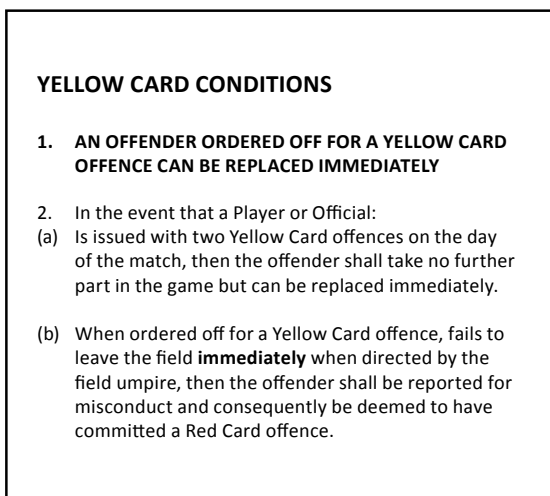 YELLOW CARD CONDITIONS
1. AN OFFENDER ORDERED OFF FOR A YELLOW CARD
OFFENCE CAN BE REPLACED IMMEDIATELY
2. In the event that a Player or Official:
(a) Is issued with two Yellow Card offences on the day
of the match, then the offender shall take no further
part in the game but can be replaced immediately.
(b) When ordered off for a Yellow Card offence, fails to
leave the field immediately when directed by the
field umpire, then the offender shall be reported for
misconduct and consequently be deemed to have
committed a Red Card offence.